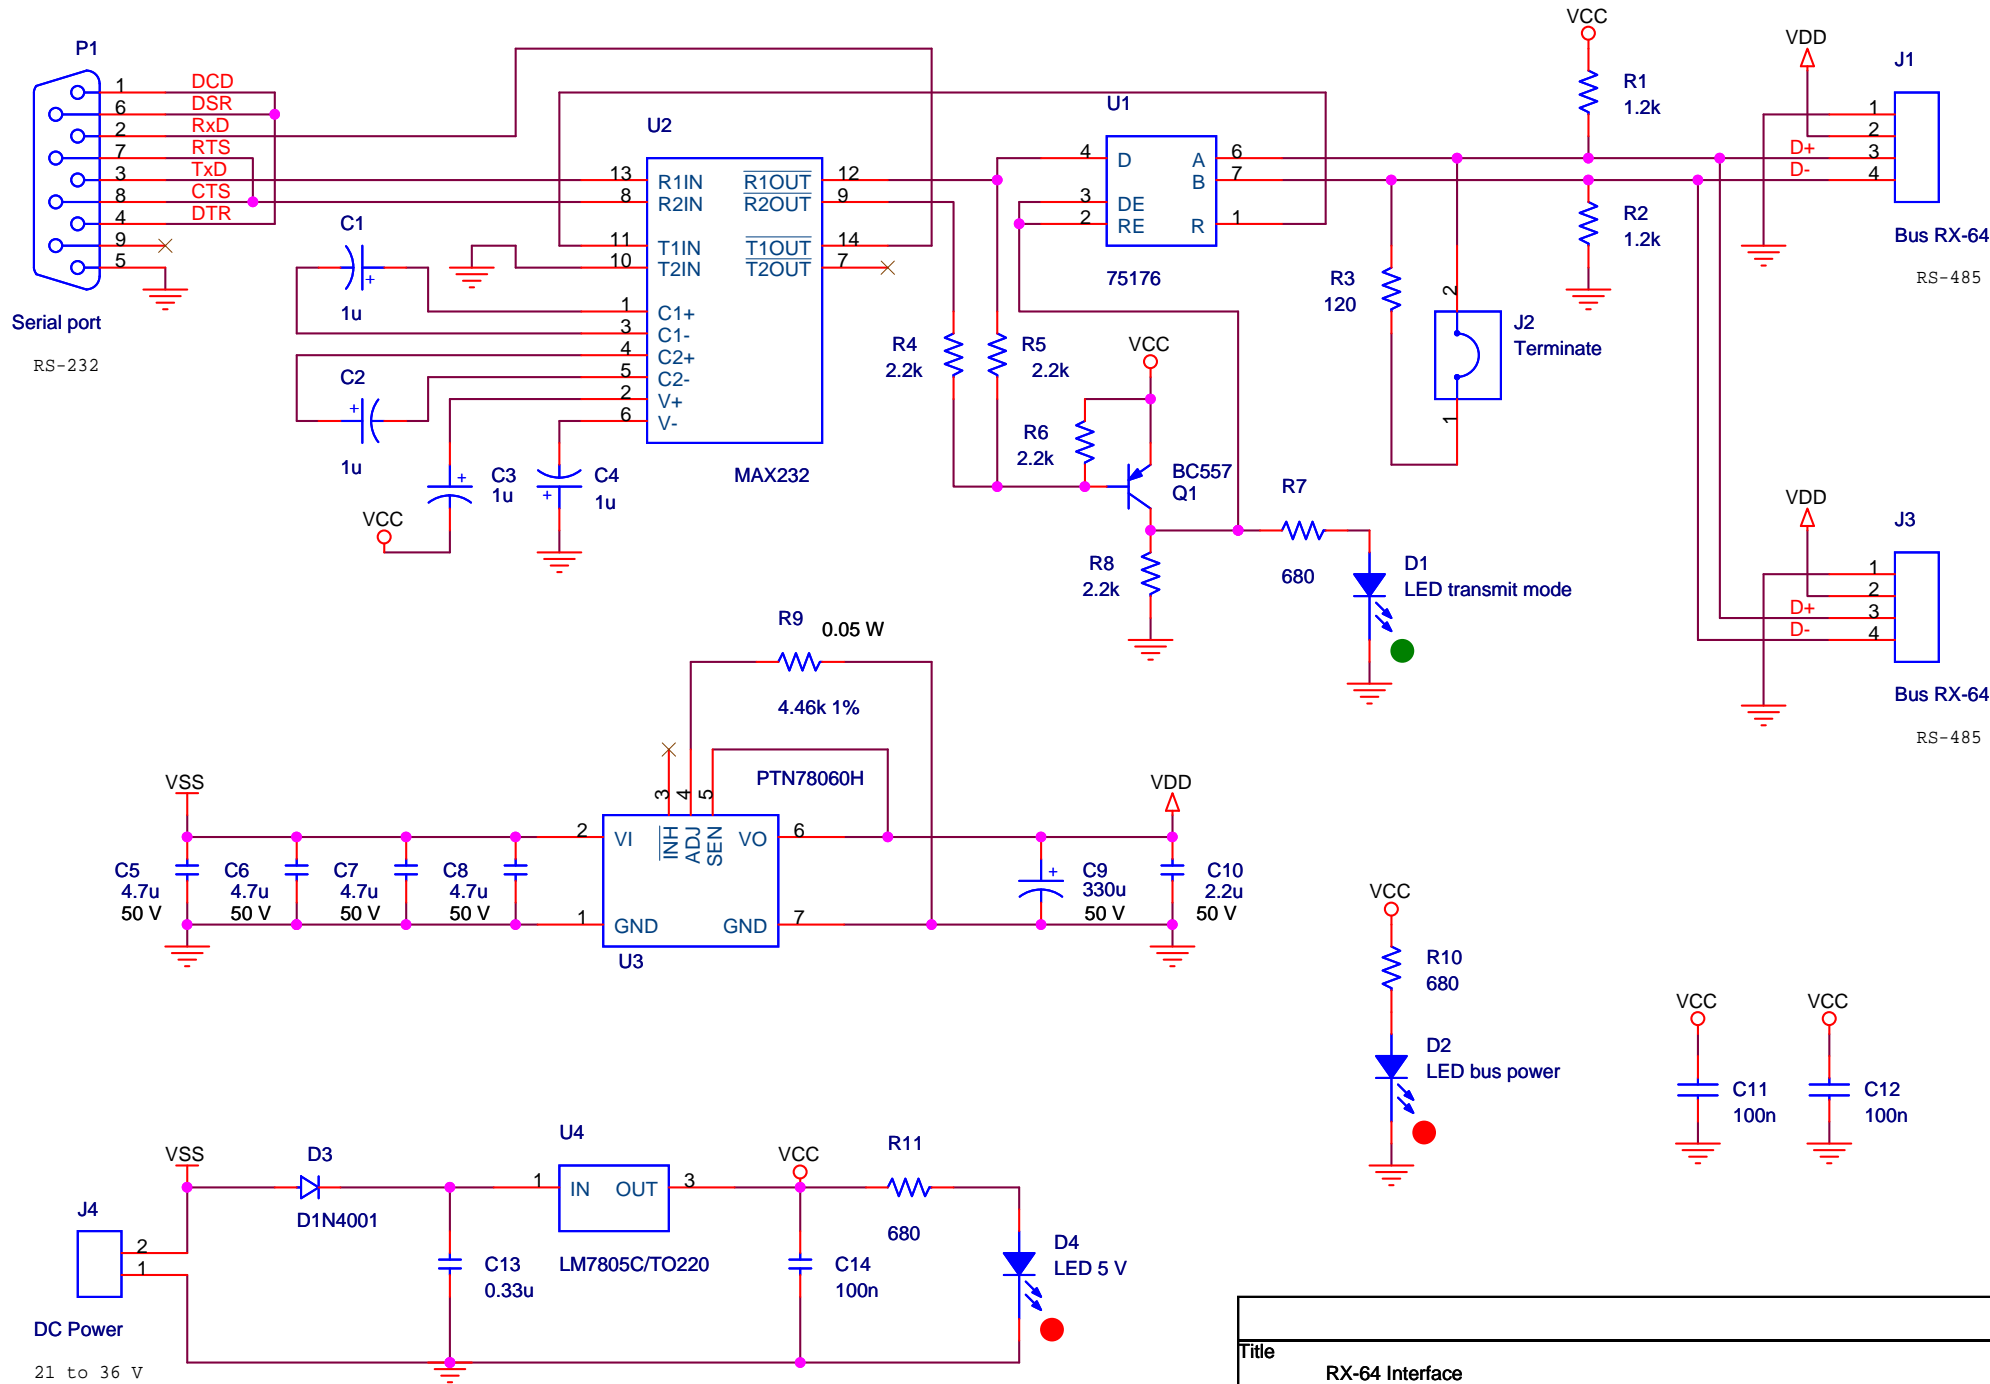 P1
1 DCD
6 DSR
2 RxD
7 RTS
3 TxD
8 CTS
4 DTR
9
5
Serial port
RS-232
C1
1u
C2
1u
C3
1u
C4
1u
VCC
U2
13 R1IN R1OUT 12
8 R2IN R2OUT 9
11 T1IN T1OUT 14
10 T2IN T2OUT 7
1 C1+
3 C1-
4 C2+
5 C2-
2 V+
6 V-
MAX232
U1
4 D A 6
B 7
3 DE
2 RE R 1
75176
R4
2.2k
R5
2.2k
R6
2.2k
VCC
BC557
Q1
R8
2.2k
R7
680
D1
LED transmit mode
R3
120
2
J2
Terminate
1
VCC
R1
1.2k
R2
1.2k
VDD
J1
1
2
D+ 3
D- 4
Bus RX-64
RS-485
VDD
J3
1
2
D+ 3
D- 4
Bus RX-64
RS-485
R9
0.05 W
4.46k 1%
PTN78060H
VSS
C5
4.7u
50 V
C6
4.7u
50 V
C7
4.7u
50 V
C8
4.7u
50 V
3 4 5
INH ADJ SEN
2 VI VO 6
1 GND GND 7
U3
VDD
C9
330u
50 V
C10
2.2u
50 V
VCC
R10
680
D2
LED bus power
VCC
C11
100n
VCC
C12
100n
VSS
J4
2
1
DC Power
21 to 36 V
D3
D1N4001
C13
0.33u
U4
1 IN OUT 3
LM7805C/TO220
VCC
C14
100n
R11
680
D4
LED 5 V
Title
RX-64 Interface